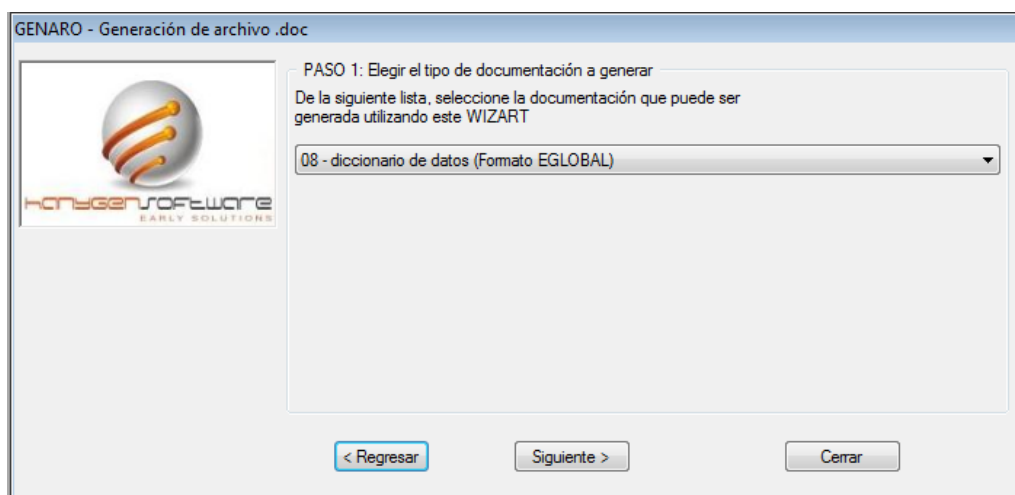 GENARO - Generación de archivo .doc
PASO 1: Elegir el tipo de documentación a generar
De la siguiente lista, seleccione la documentación que puede ser
generada utilizando este WIZART
08 - diccionario de datos (Formato EGLOBAL)
HANYGEN SOFTWARE
EARLY SOLUTIONS
< Regresar
Siguiente >
Cerrar